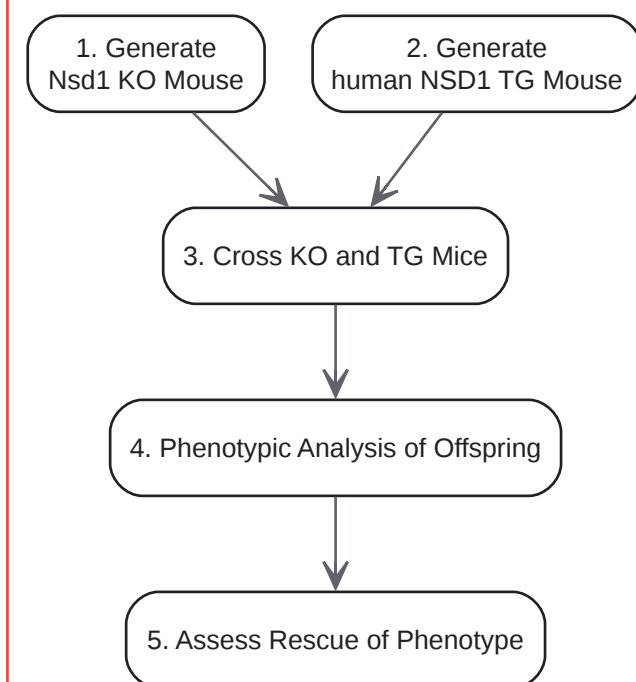 1. Generate
Nsd1 KO Mouse
2. Generate
human NSD1 TG Mouse
3. Cross KO and TG Mice
4. Phenotypic Analysis of Offspring
5. Assess Rescue of Phenotype